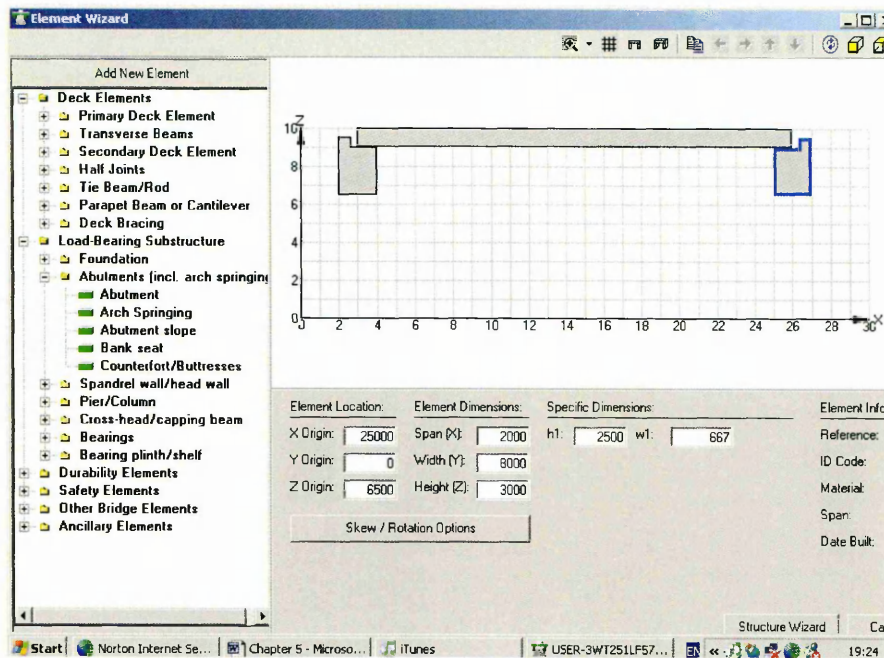 Element Wizard
Add New Element
Deck Elements
Primary Deck Element
Transverse Beams
Secondary Deck Element
Half Joints
Tie Beam/Rod
Parapet Beam or Cantilever
Deck Bracing
Load-Bearing Substructure
Foundation
Abutments (incl. arch springing
Abutment
Arch Springing
Abutment slope
Bank seat
Counterfort/Buttresses
Spandrel wall/head wall
Pier/Column
Cross-head/capping beam
Bearings
Bearing plinth/shelf
Durability Elements
Safety Elements
Other Bridge Elements
Ancillary Elements
Z
10
8
6
4
2
0
0 2 4 6 8 10 12 14 16 18 20 22 24 26 28 30 X
Element Location: Element Dimensions: Specific Dimensions: Element Info
X Origin: 25000 Span (X): 2000 h1: 2500 w1: 667 Reference:
Y Origin: 0 Width (Y): 8000 ID Code:
Z Origin: 6500 Height (Z): 3000 Material:
Skew / Rotation Options Span:
Date Built:
Structure Wizard Ca
Start Norton Internet Se... Chapter 5 - Microso... iTunes USER-3WT251LF57... EN « 19:24